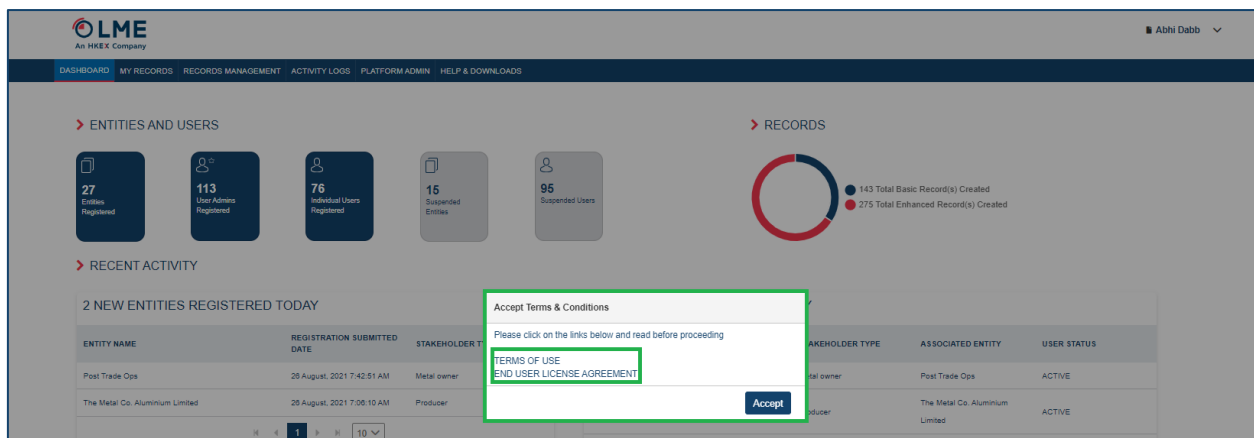 LME
An HKEX Company
Abhi Dabb
DASHBOARD MY RECORDS RECORDS MANAGEMENT ACTIVITY LOGS PLATFORM ADMIN HELP & DOWNLOADS
ENTITIES AND USERS
RECORDS
27
Entities
Registered
113
User Admins
Registered
76
Individual Users
Registered
15
Suspended
Entities
95
Suspended Users
143 Total Basic Record(s) Created
275 Total Enhanced Record(s) Created
RECENT ACTIVITY
2 NEW ENTITIES REGISTERED TODAY
ENTITY NAME
REGISTRATION SUBMITTED
DATE
STAKEHOLDER
ASSOCIATED ENTITY
USER STATUS
TYPE
Post Trade Ops
26 August, 2021 7:42:51 AM
Metal owner
owner
Post Trade Ops
ACTIVE
The Metal Co. Aluminium Limited
26 August, 2021 7:06:10 AM
Producer
The Metal Co. Aluminium
Limited
ACTIVE
1
10
Accept Terms & Conditions
Please click on the links below and read before proceeding
TERMS OF USE
END USER LICENSE AGREEMENT
Accept